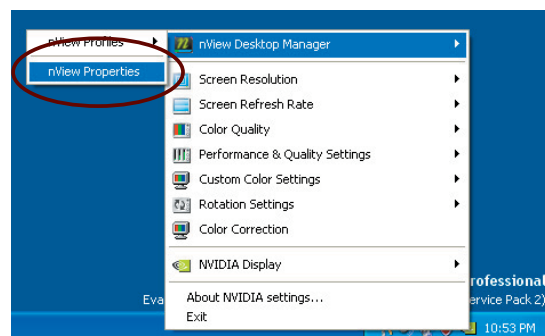 nView Profiles
nView Properties
nView Desktop Manager
Screen Resolution
Screen Refresh Rate
Color Quality
Performance & Quality Settings
Custom Color Settings
Rotation Settings
Color Correction
NVIDIA Display
About NVIDIA settings...
Exit
rofessional
Eva
ervice Pack 2)
10:53 PM